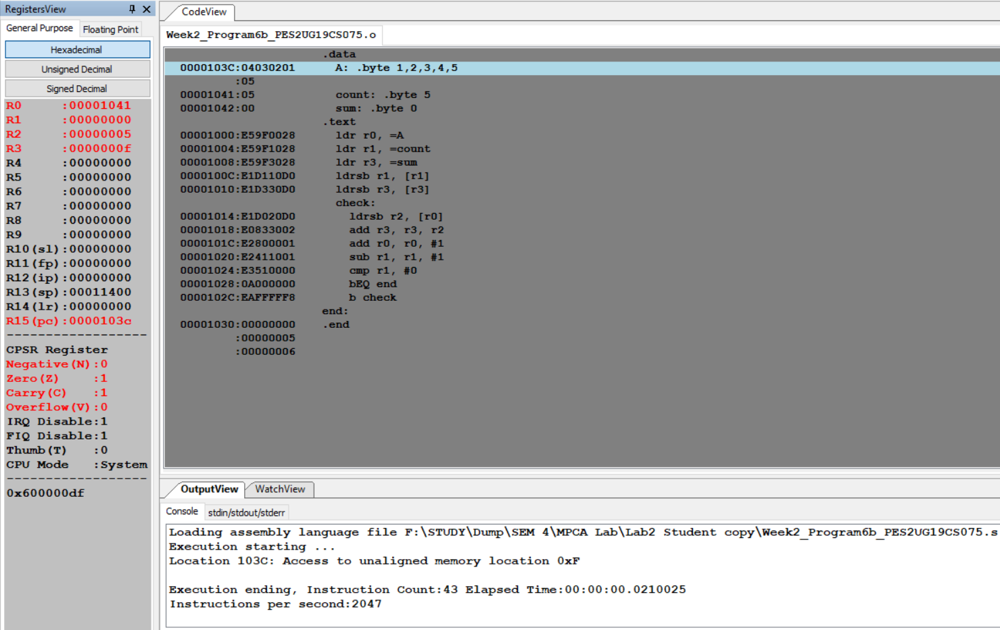 RegistersView
General Purpose Floating Point
Hexadecimal
Unsigned Decimal
Signed Decimal
R0 :00001041
R1 :00000000
R2 :00000005
R3 :0000000f
R4 :00000000
R5 :00000000
R6 :00000000
R7 :00000000
R8 :00000000
R9 :00000000
R10(sl):00000000
R11(fp):00000000
R12(ip):00000000
R13(sp):00011400
R14(lr):00000000
R15(pc):0000103c
------------------
CPSR Register
Negative(N):0
Zero(Z) :1
Carry(C) :1
Overflow(V):0
IRQ Disable:1
FIQ Disable:1
Thumb(T) :0
CPU Mode :System
------------------
0x600000df
CodeView
Week2_Program6b_PES2UG19CS075.o
.data
0000103C:04030201 A: .byte 1,2,3,4,5
:05
00001041:05 count: .byte 5
00001042:00 sum: .byte 0
.text
00001000:E59F0028 ldr r0, =A
00001004:E59F1028 ldr r1, =count
00001008:E59F3028 ldr r3, =sum
0000100C:E1D110D0 ldrsb r1, [r1]
00001010:E1D330D0 ldrsb r3, [r3]
check:
00001014:E1D020D0 ldrsb r2, [r0]
00001018:E0833002 add r3, r3, r2
0000101C:E2800001 add r0, r0, #1
00001020:E2411001 sub r1, r1, #1
00001024:E3510000 cmp r1, #0
00001028:0A000000 bEQ end
0000102C:EAFFFFF8 b check
end:
00001030:00000000 .end
:00000005
:00000006
OutputView WatchView
Console stdin/stdout/stderr
Loading assembly language file F:\STUDY\Dump\SEM 4\MPCA Lab\Lab2 Student copy\Week2_Program6b_PES2UG19CS075.s
Execution starting ...
Location 103C: Access to unaligned memory location 0xF
Execution ending, Instruction Count:43 Elapsed Time:00:00:00.0210025
Instructions per second:2047